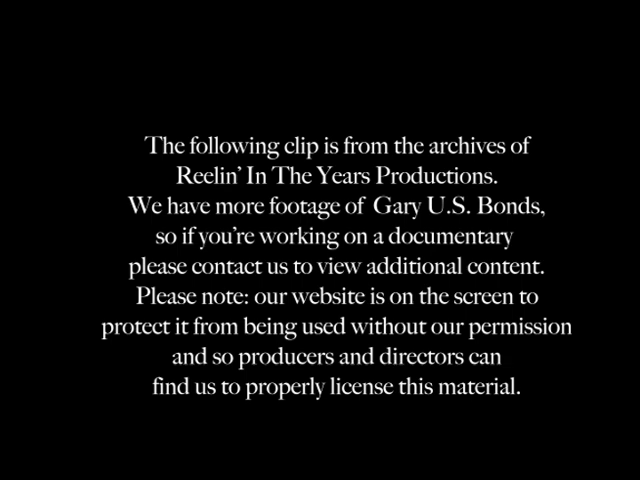 The following clip is from the archives of
Reelin' In The Years Productions.
We have more footage of Gary U.S. Bonds,
so if you're working on a documentary
please contact us to view additional content.
Please note: our website is on the screen to
protect it from being used without our permission
and so producers and directors can
find us to properly license this material.